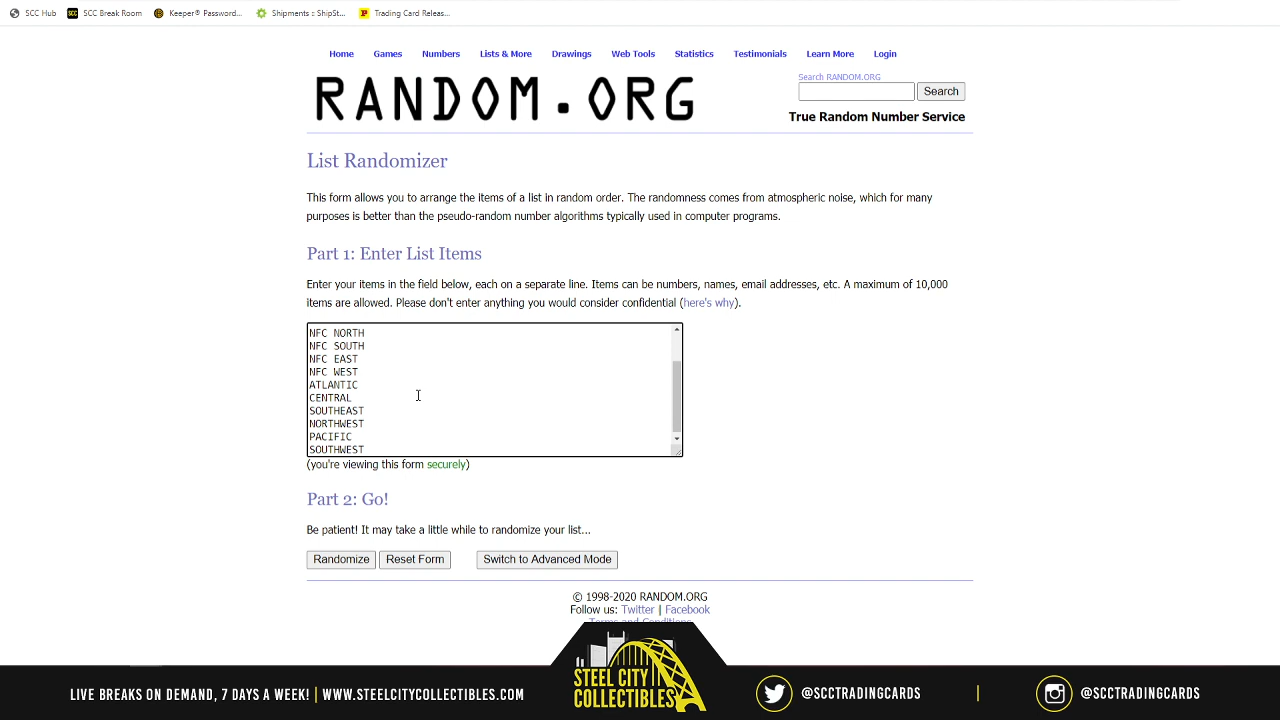 SCC Hub SCC Break Room Keeper® Password... Shipments :: ShipSt... Trading Card Releas...
Home Games Numbers Lists & More Drawings Web Tools Statistics Testimonials Learn More Login
RANDOM.ORG
Search RANDOM.ORG
Search
True Random Number Service
List Randomizer
This form allows you to arrange the items of a list in random order. The randomness comes from atmospheric noise, which for many
purposes is better than the pseudo-random number algorithms typically used in computer programs.
Part 1: Enter List Items
Enter your items in the field below, each on a separate line. Items can be numbers, names, email addresses, etc. A maximum of 10,000
items are allowed. Please don't enter anything you would consider confidential (here's why).
NFC NORTH
NFC SOUTH
NFC EAST
NFC WEST
ATLANTIC
CENTRAL
SOUTHEAST
NORTHWEST
PACIFIC
SOUTHWEST
(you're viewing this form securely)
Part 2: Go!
Be patient! It may take a little while to randomize your list...
Randomize Reset Form Switch to Advanced Mode
© 1998-2020 RANDOM.ORG
Follow us: Twitter | Facebook
Terms and Conditions
STEEL CITY
COLLECTIBLES
LIVE BREAKS ON DEMAND, 7 DAYS A WEEK! | WWW.STEELCITYCOLLECTIBLES.COM
@SCCTRADINGCARDS | @SCCTRADINGCARDS